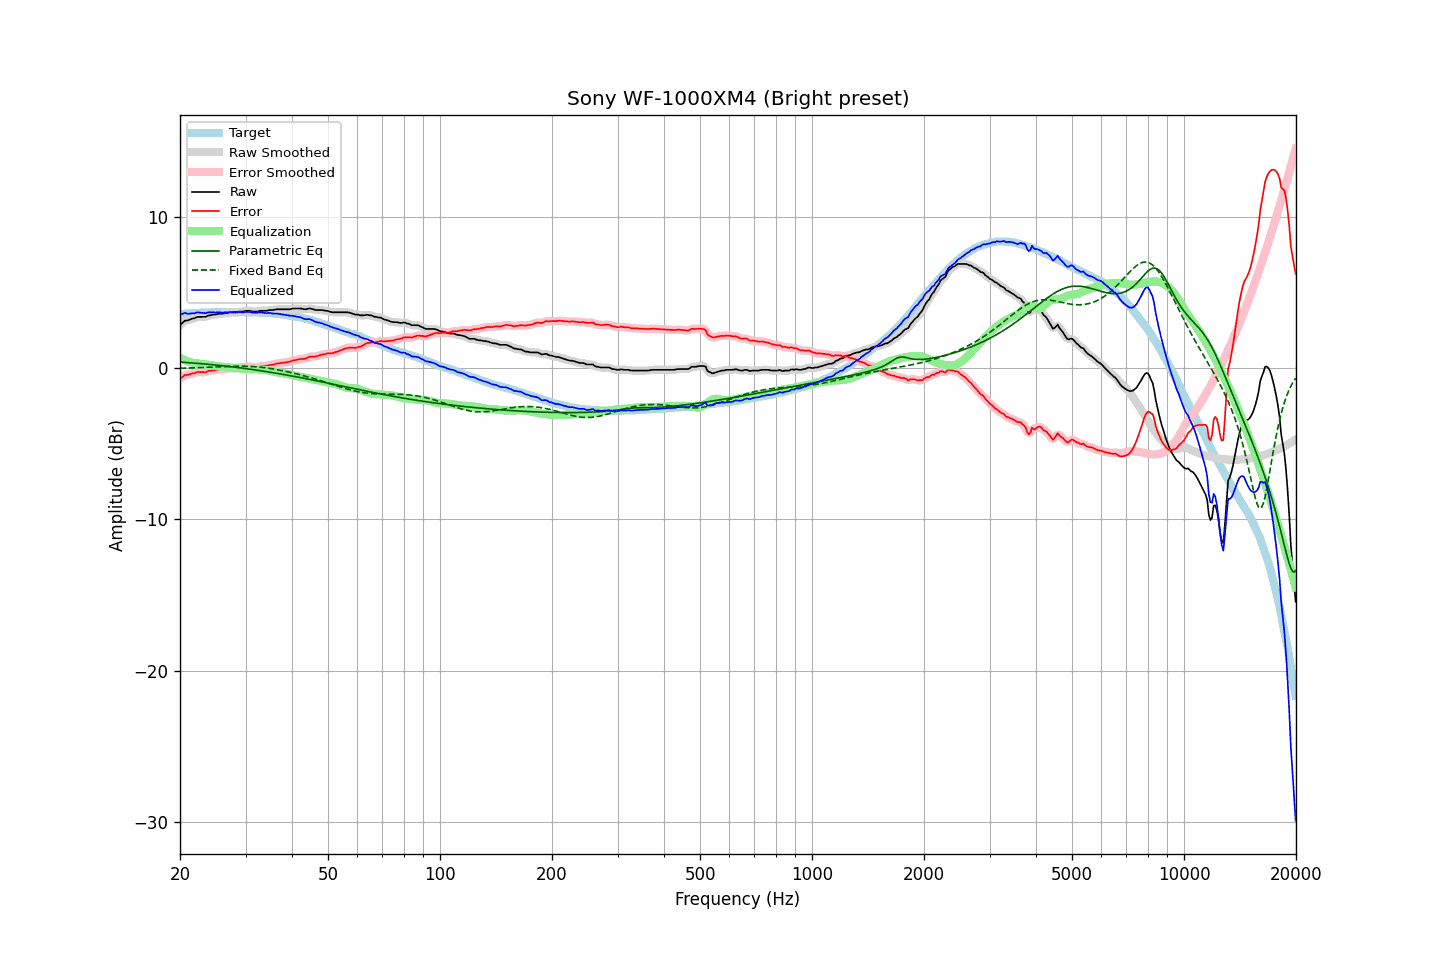 Sony WF-1000XM4 (Bright preset)
Target
Raw Smoothed
Error Smoothed
Raw
Error
Equalization
Parametric Eq
Fixed Band Eq
Equalized
Amplitude (dBr)
10
0
−10
−20
−30
20
50
100
200
500
1000
2000
5000
10000
20000
Frequency (Hz)